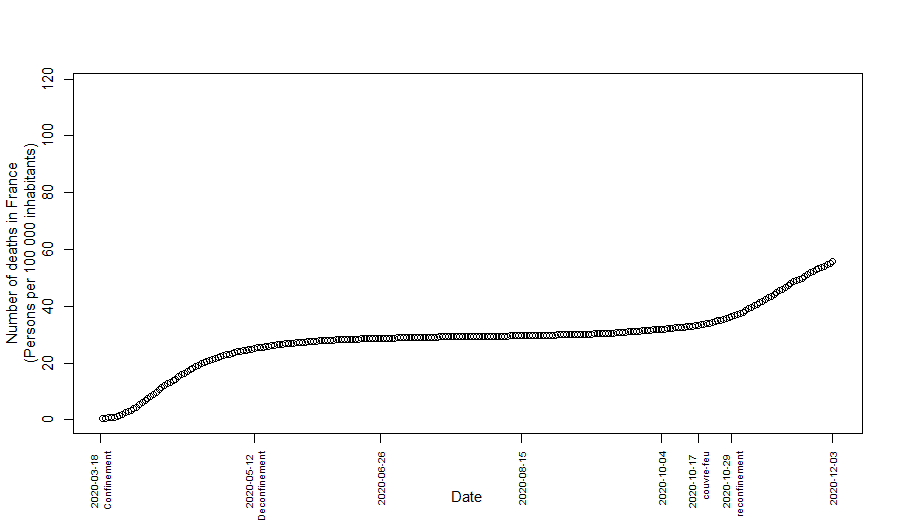 Number of deaths in France
(Persons per 100 000 inhabitants)
120
100
80
60
40
20
0
2020-03-18
Confinement
2020-05-12
Deconfinement
2020-06-26
2020-08-15
2020-10-04
2020-10-17
couvre-feu
2020-10-29
reconfinement
2020-12-03
Date